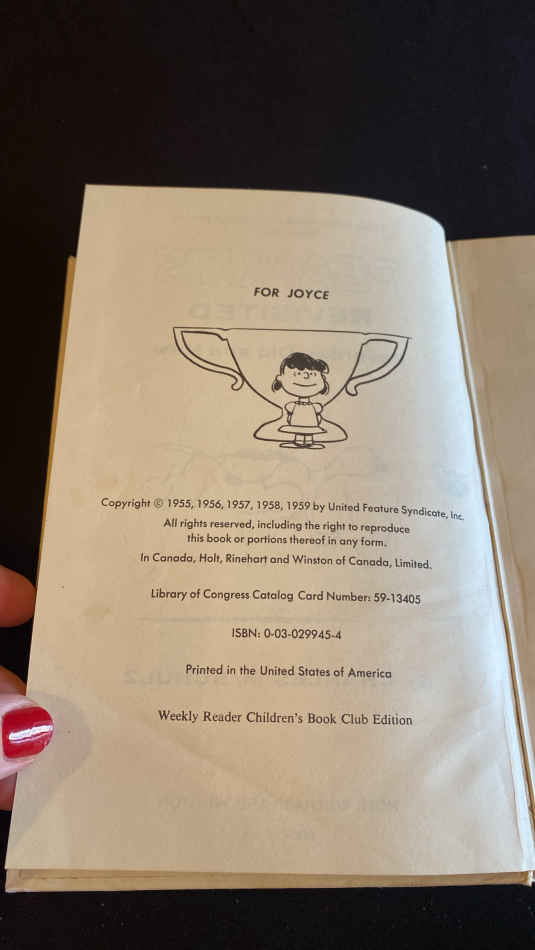 FOR JOYCE
Copyright © 1955, 1956, 1957, 1958, 1959 by United Feature Syndicate, Inc.
All rights reserved, including the right to reproduce
this book or portions thereof in any form.
In Canada, Holt, Rinehart and Winston of Canada, Limited.
Library of Congress Catalog Card Number: 59-13405
ISBN: 0-03-029945-4
Printed in the United States of America
Weekly Reader Children's Book Club Edition